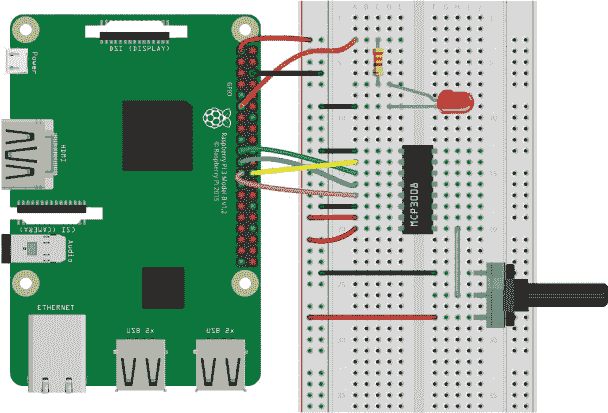 DSI (DISPLAY)
Power
GPIO
HDMI
Raspberry Pi 3 Model B v1.2
© Raspberry Pi 2015
MCP3008
CSI (CAMERA)
Audio
ETHERNET
USB 2x
USB 2x